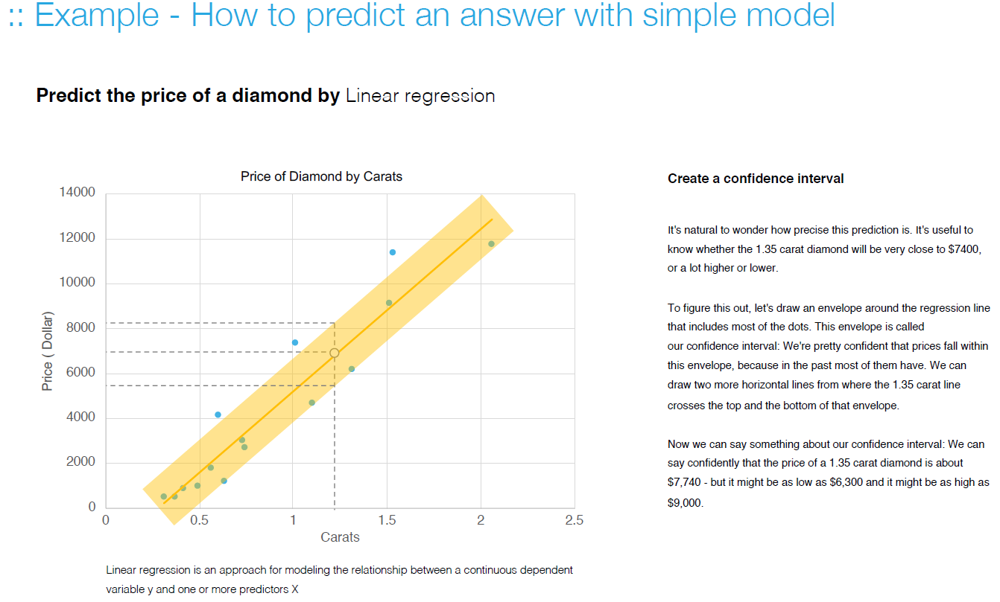 :: Example - How to predict an answer with simple model
Predict the price of a diamond by Linear regression
Price of Diamond by Carats
14000
12000
10000
8000
6000
4000
2000
0
Price ( Dollar)
0 0.5 1 1.5 2 2.5
Carats
Linear regression is an approach for modeling the relationship between a continuous dependent
variable y and one or more predictors X
Create a confidence interval
It's natural to wonder how precise this prediction is. It's useful to
know whether the 1.35 carat diamond will be very close to $7400,
or a lot higher or lower.
To figure this out, let's draw an envelope around the regression line
that includes most of the dots. This envelope is called
our confidence interval: We're pretty confident that prices fall within
this envelope, because in the past most of them have. We can
draw two more horizontal lines from where the 1.35 carat line
crosses the top and the bottom of that envelope.
Now we can say something about our confidence interval: We can
say confidently that the price of a 1.35 carat diamond is about
$7,740 - but it might be as low as $6,300 and it might be as high as
$9,000.